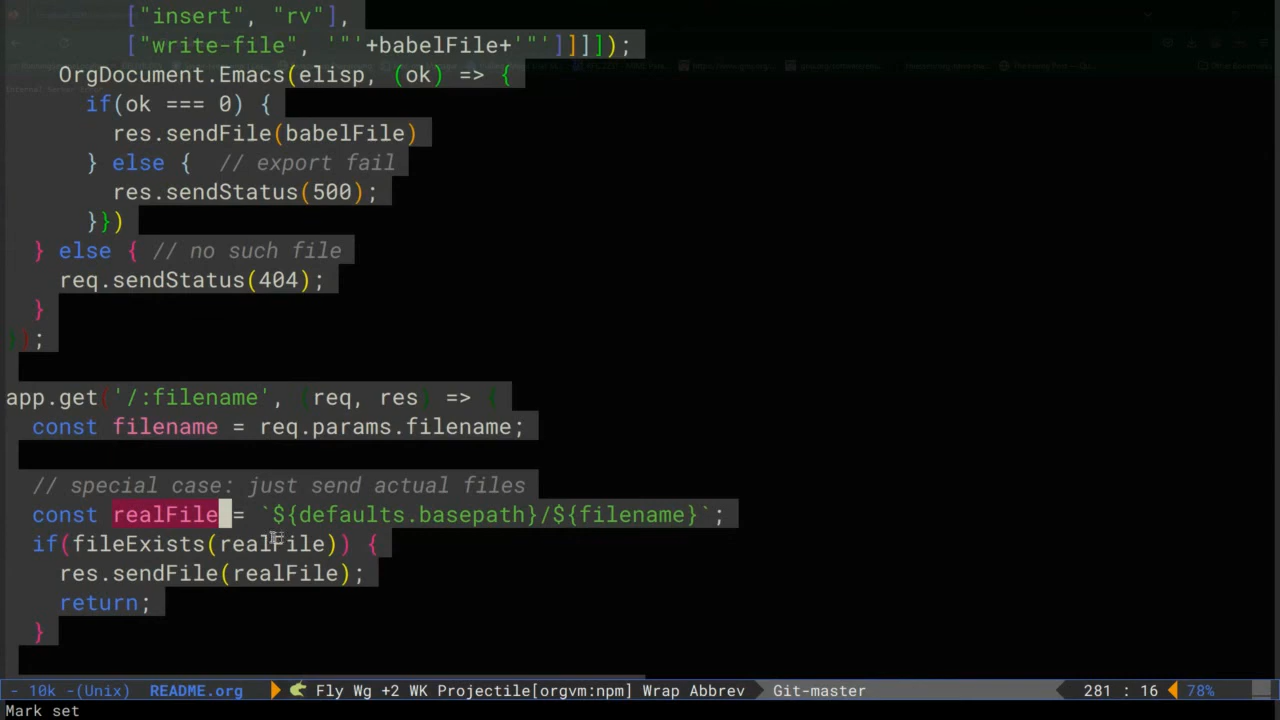 ["insert", "rv"],
["write-file", '"'+babelFile+'"']]]]);
OrgDocument.Emacs(elisp, (ok) => {
if(ok === 0) {
res.sendFile(babelFile)
} else {  // export fail
res.sendStatus(500);
}})
} else { // no such file
req.sendStatus(404);
}
});
app.get('/:filename', (req, res) => {
const filename = req.params.filename;
// special case: just send actual files
const realFile = `${defaults.basepath}/${filename}`;
if(fileExists(realFile)) {
res.sendFile(realFile);
return;
}
- 10k -(Unix) README.org Fly Wg +2 WK Projectile[orgvm:npm] Wrap Abbrev Git-master 281 : 16 78%
Mark set